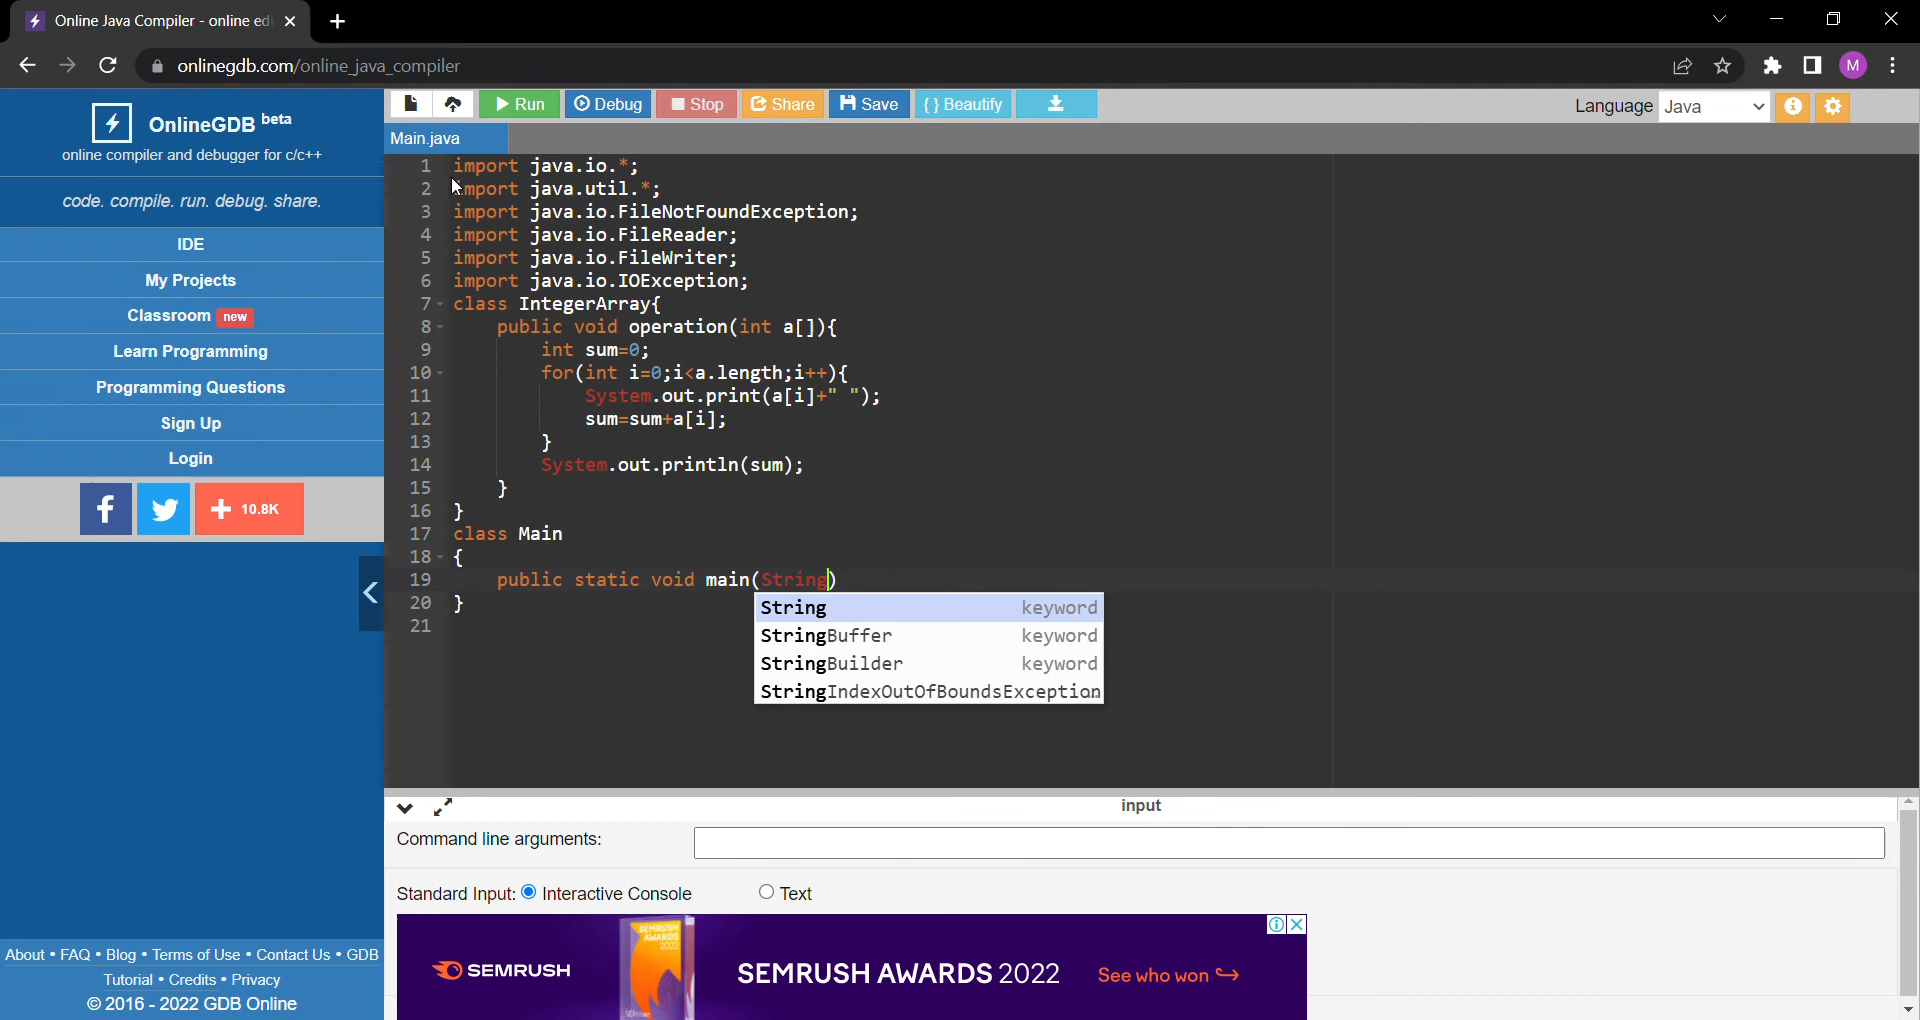 Online Java Compiler - online edi
onlinegdb.com/online_java_compiler
M
OnlineGDB beta
online compiler and debugger for c/c++
code. compile. run. debug. share.
IDE
My Projects
Classroom new
Learn Programming
Programming Questions
Sign Up
Login
f
+ 10.8K
About • FAQ • Blog • Terms of Use • Contact Us • GDB
Tutorial • Credits • Privacy
© 2016 - 2022 GDB Online
Run Debug Stop Share Save {} Beautify
Language Java
Main.java
1 import java.io.*;
2 import java.util.*;
3 import java.io.FileNotFoundException;
4 import java.io.FileReader;
5 import java.io.FileWriter;
6 import java.io.IOException;
7 class IntegerArray{
8 public void operation(int a[]){
9 int sum=0;
10 for(int i=0;i<a.length;i++){
11 System.out.print(a[i]+" ");
12 sum=sum+a[i];
13 }
14 System.out.println(sum);
15 }
16 }
17 class Main
18 {
19 public static void main(String)
20 }
21
String keyword
StringBuffer keyword
StringBuilder keyword
StringIndexOutOfBoundsException
input
Command line arguments:
Standard Input: Interactive Console Text
SEMRUSH
SEMRUSH AWARDS 2022
SEMRUSH AWARDS 2022
See who won